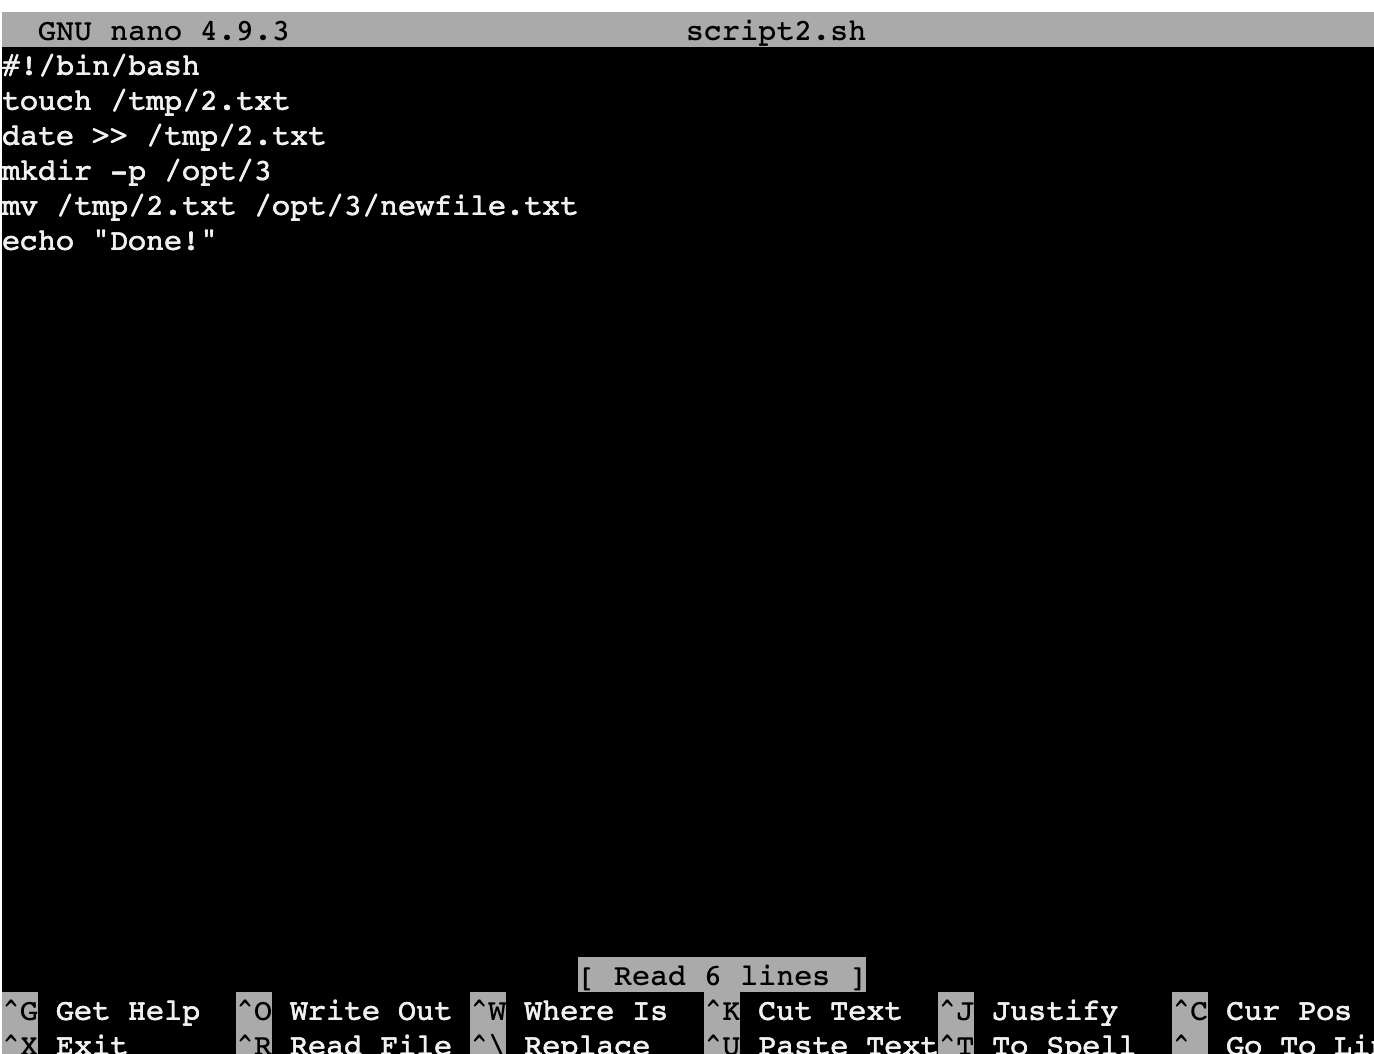 GNU nano 4.9.3 script2.sh
#!/bin/bash
touch /tmp/2.txt
date >> /tmp/2.txt
mkdir -p /opt/3
mv /tmp/2.txt /opt/3/newfile.txt
echo "Done!"
[ Read 6 lines ]
^G Get Help ^O Write Out ^W Where Is ^K Cut Text ^J Justify ^C Cur Pos
^X Exit ^R Read File ^\ Replace ^U Paste Text ^T To Spell ^ Go To Li